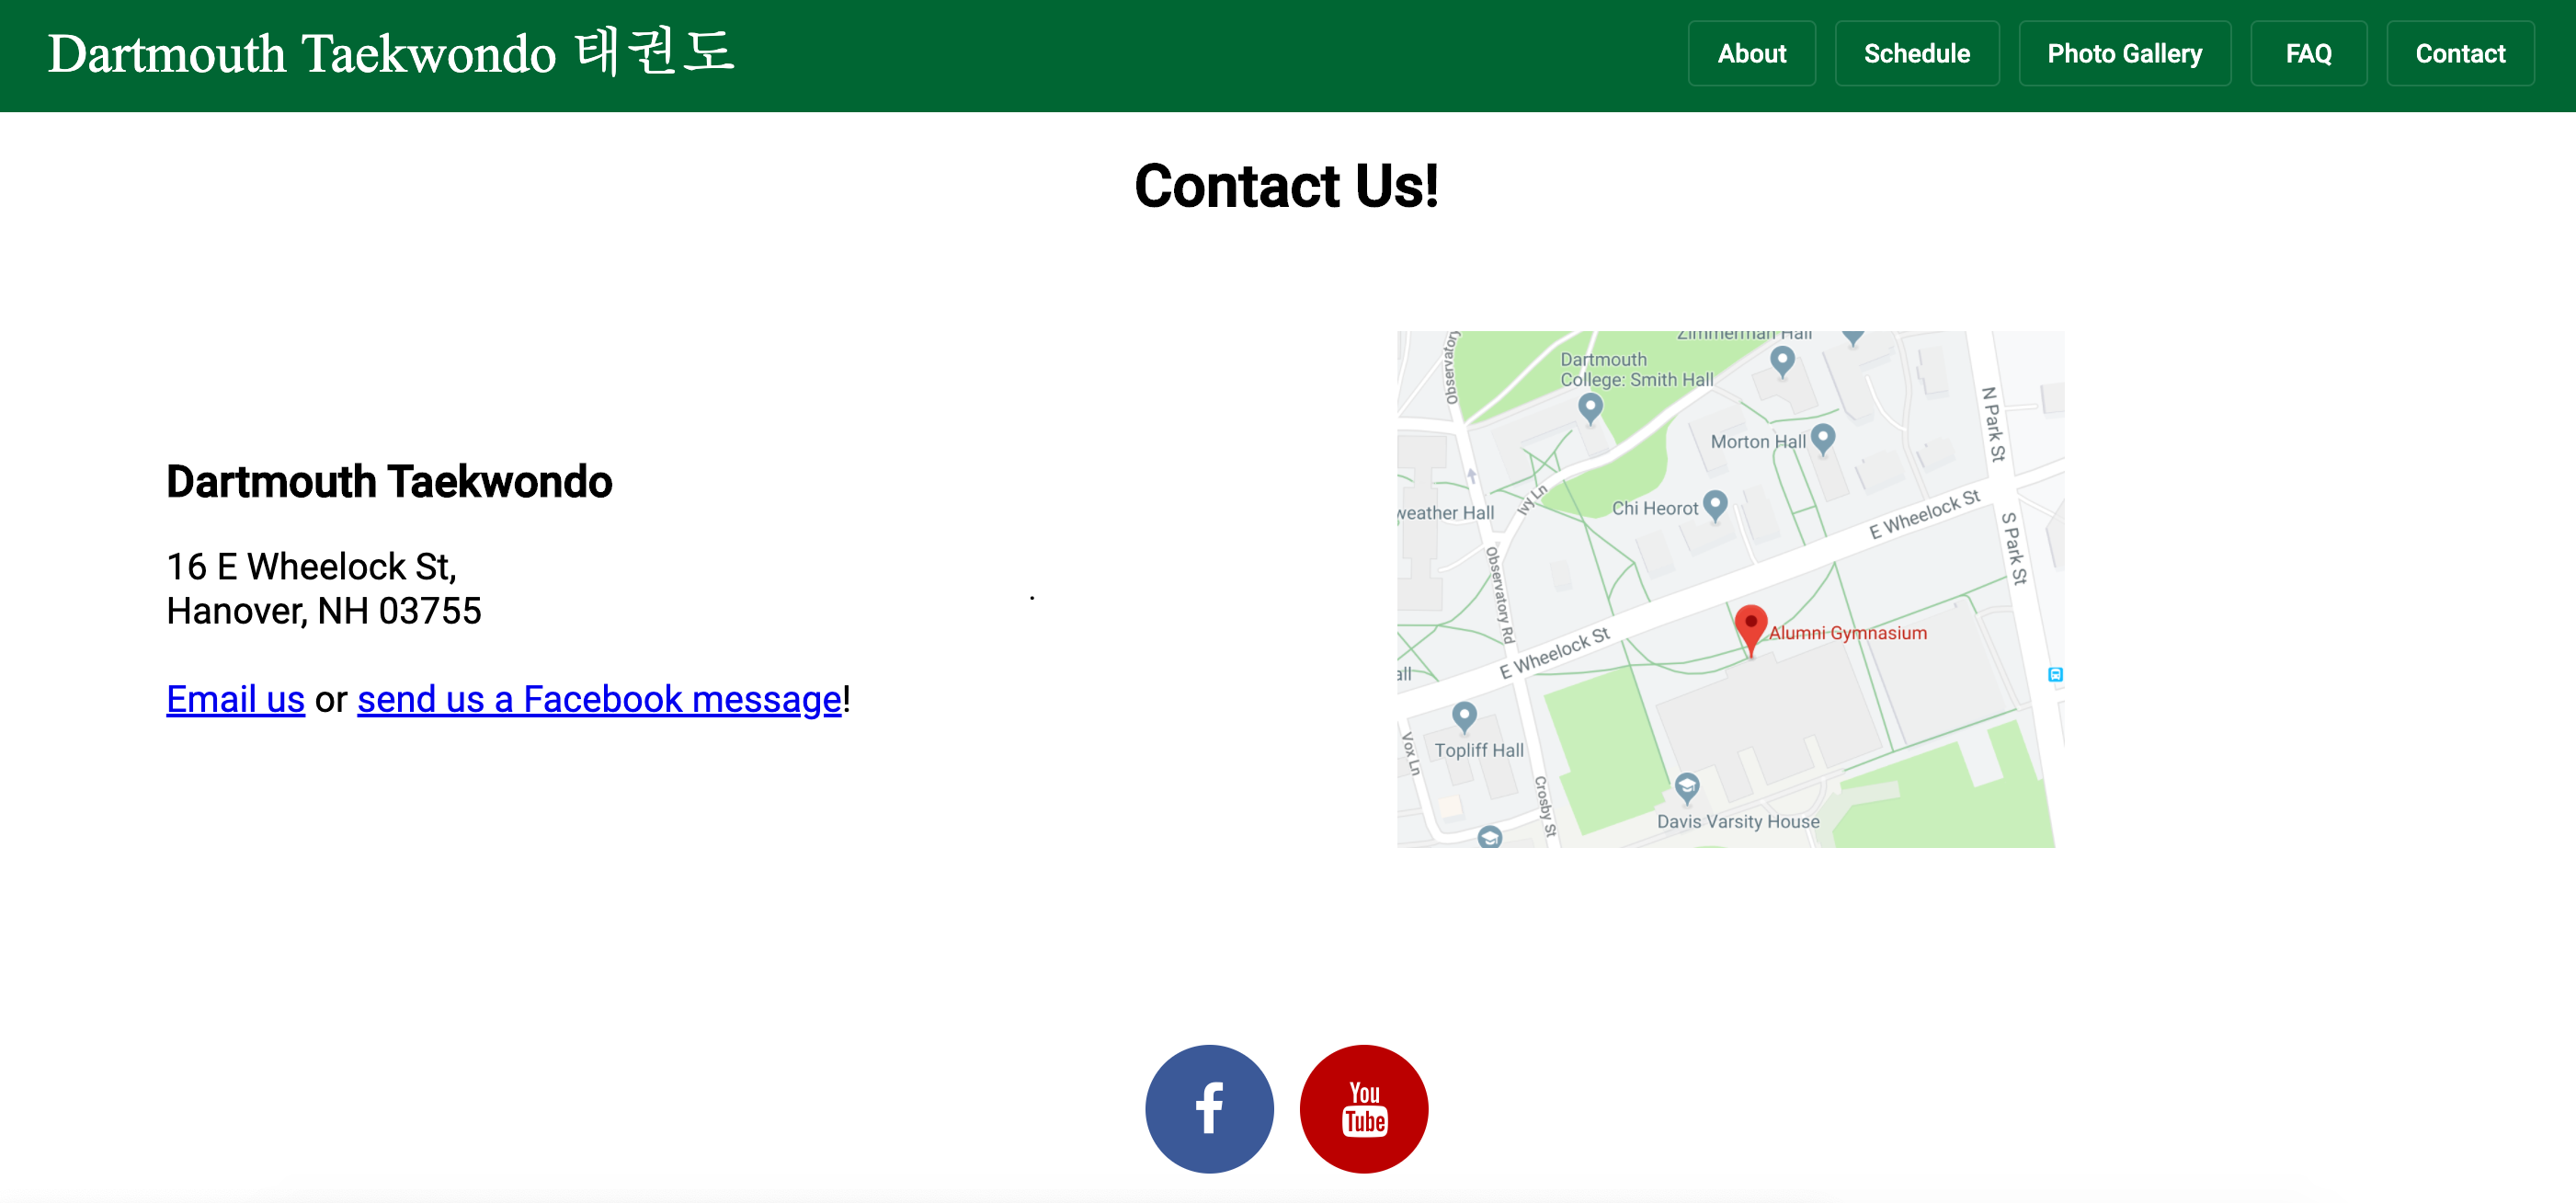 Dartmouth Taekwondo 태권도
About
Schedule
Photo Gallery
FAQ
Contact
Contact Us!
Dartmouth Taekwondo
16 E Wheelock St,
Hanover, NH 03755
Email us or send us a Facebook message!
.
Zimmerman Hall
Observatory
Dartmouth
College: Smith Hall
N Park St
Morton Hall
Ivy Ln
Chi Heorot
weather Hall
E Wheelock St
S Park St
Observatory Rd
E Wheelock St
Alumni Gymnasium
all
Vox Ln
Topliff Hall
Crosby St
Davis Varsity House
f
You
Tube